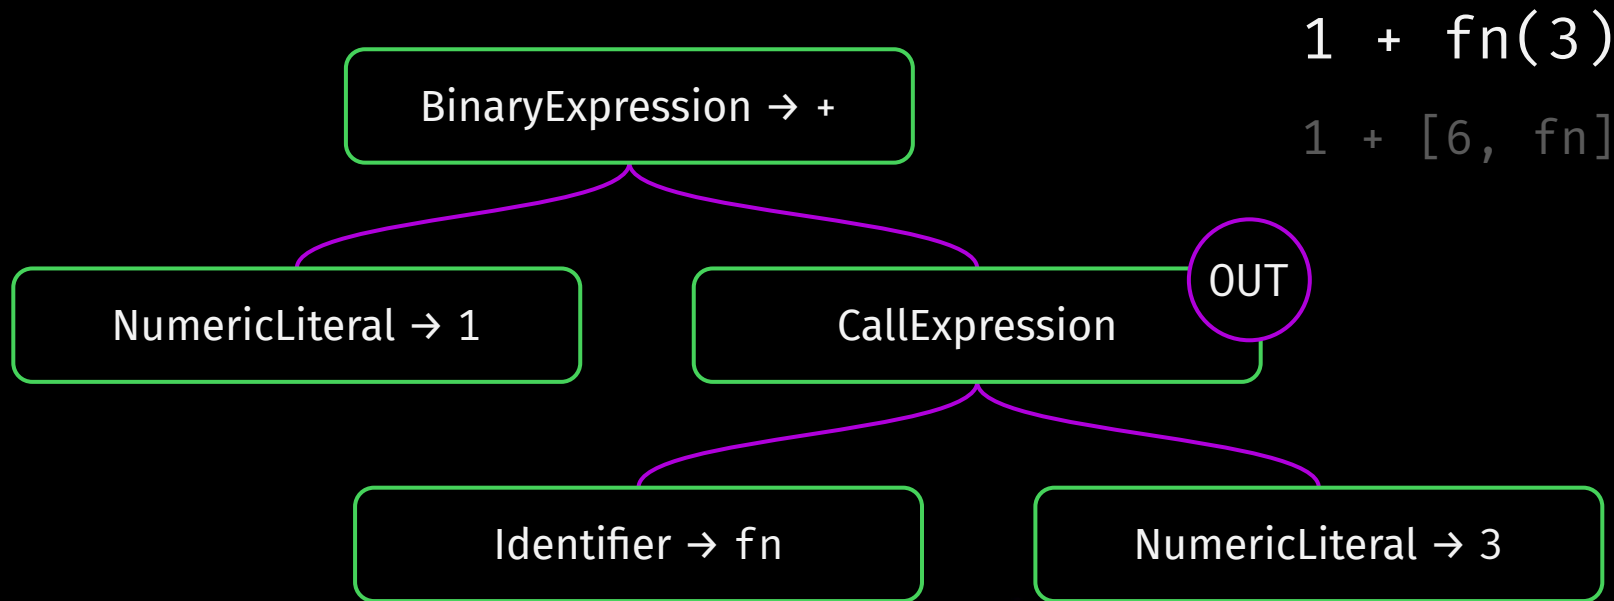 1 + fn(3)
1 + [6, fn]
BinaryExpression → +
OUT
NumericLiteral → 1
CallExpression
Identifier → fn
NumericLiteral → 3